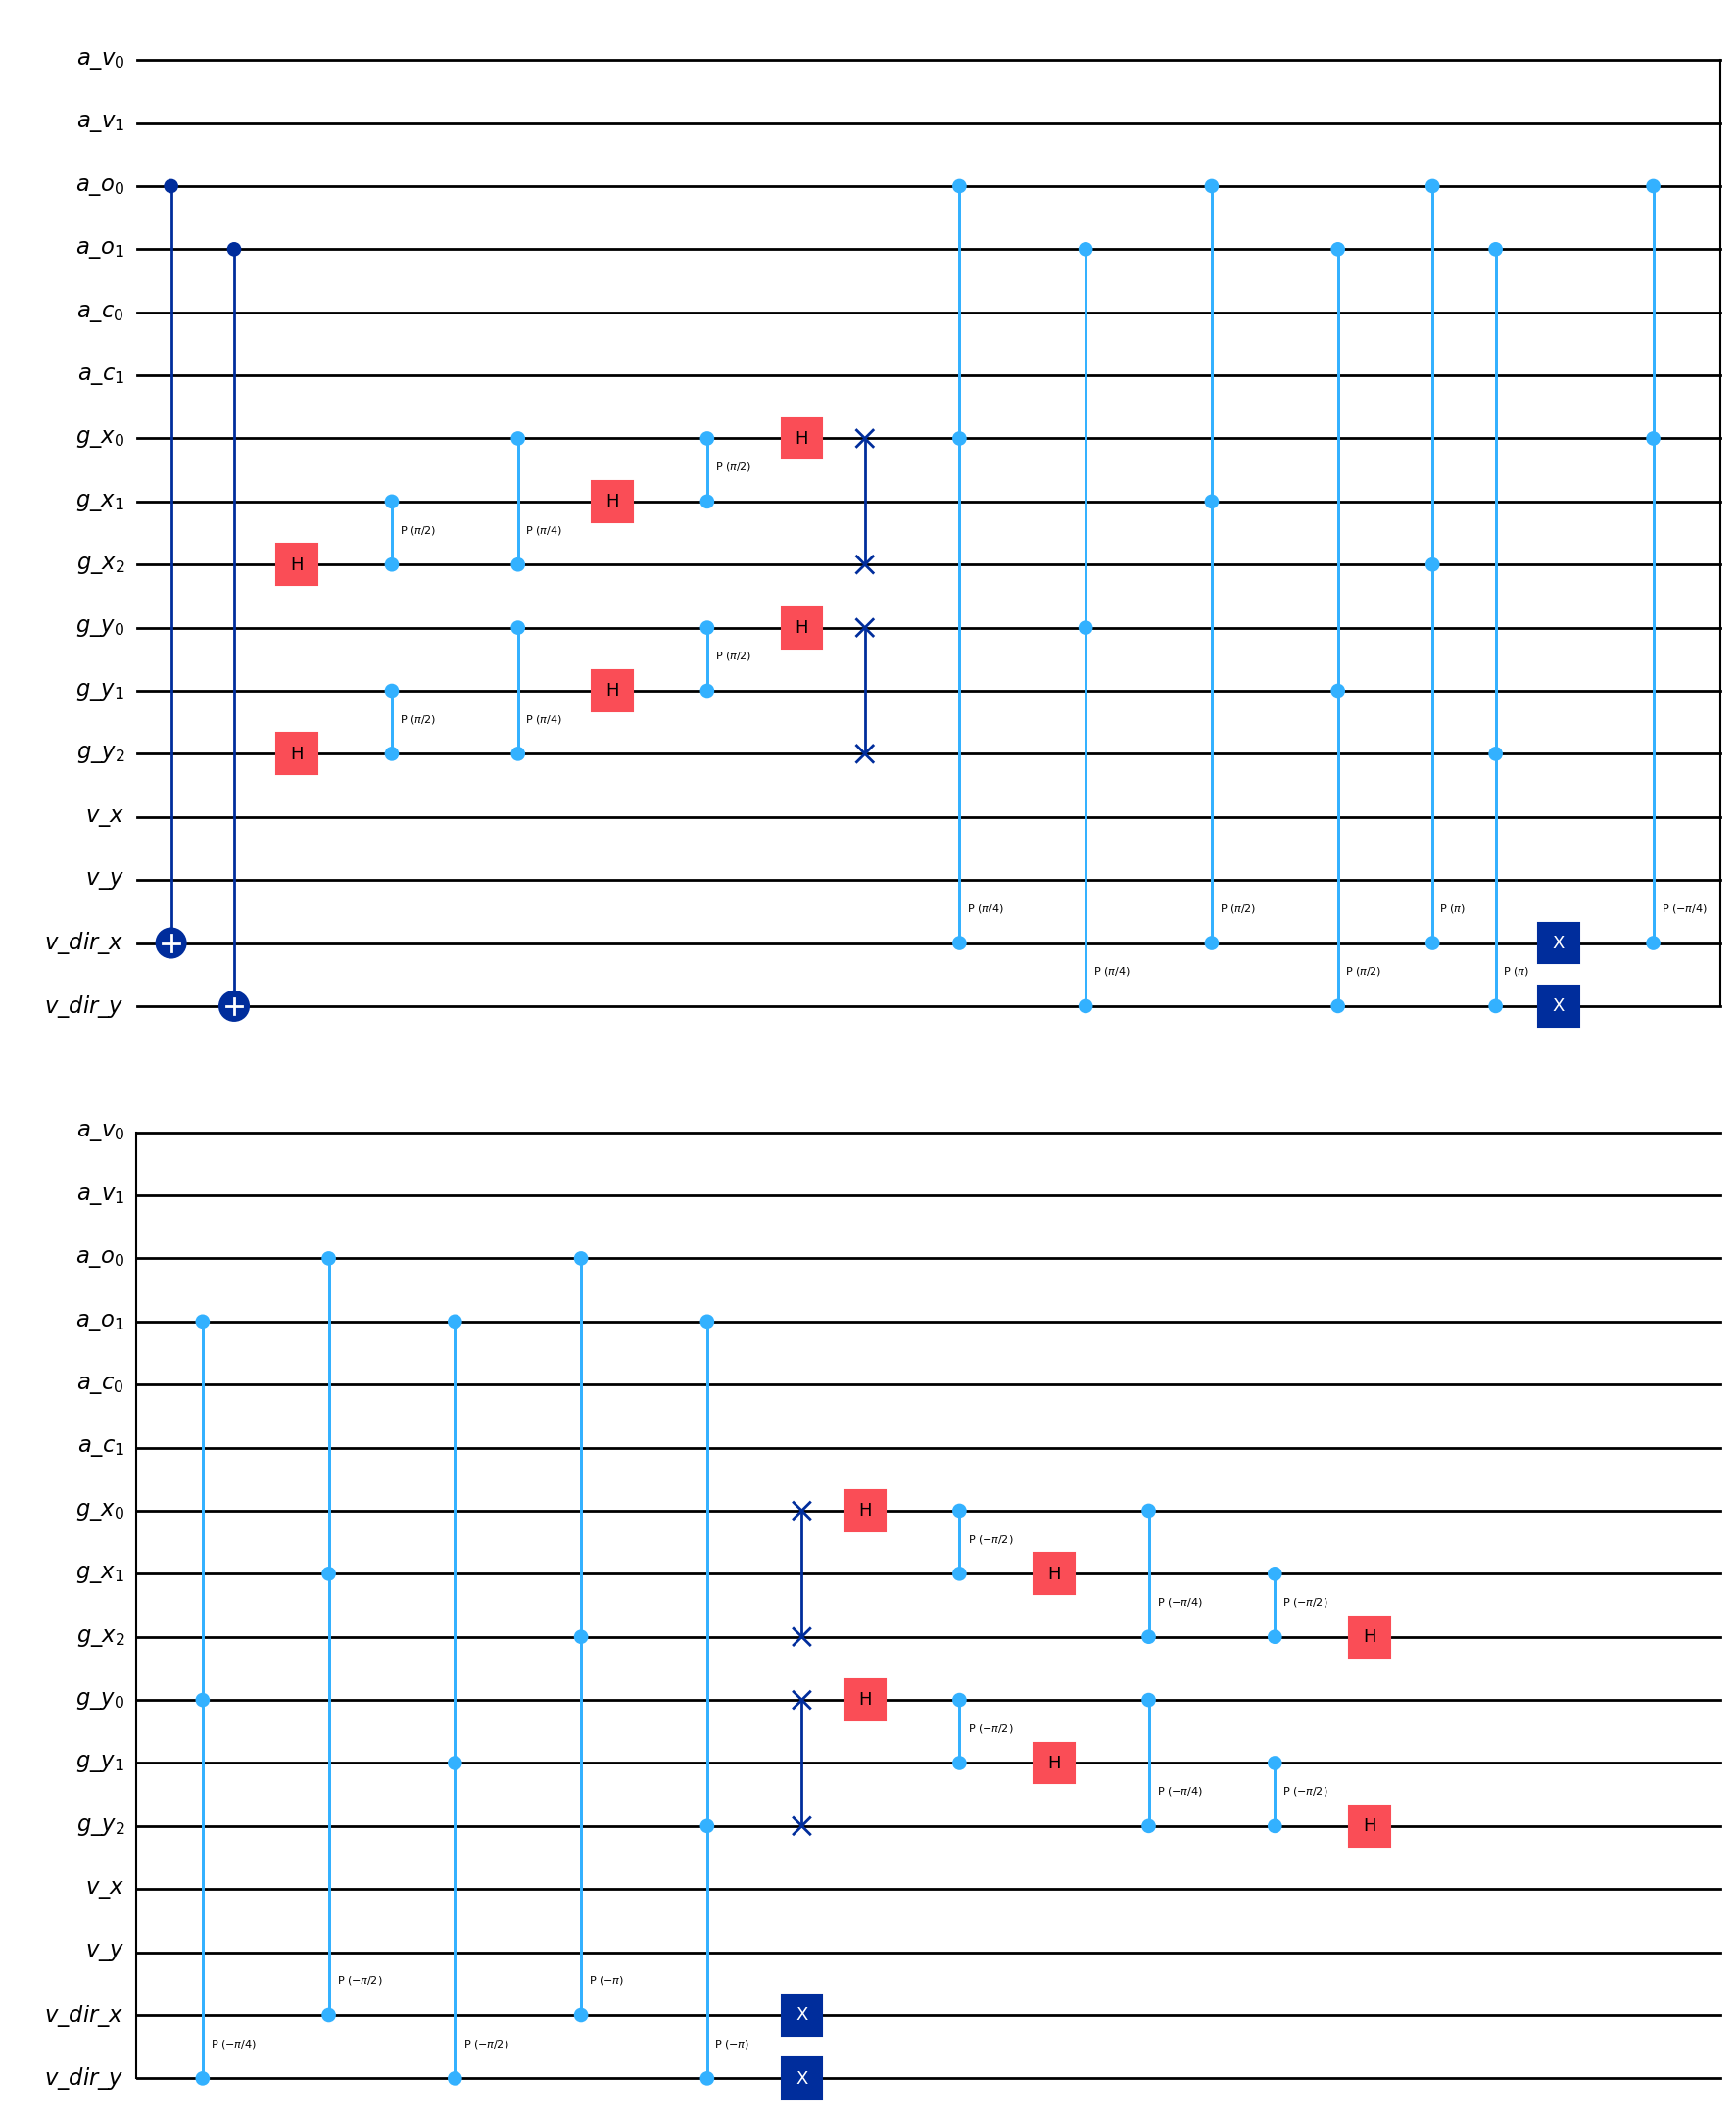 a_v₀
a_v₁
a_o₀
a_o₁
a_c₀
a_c₁
g_x₀ H
P (π/2)
g_x₁ H
P (π/2) P (π/4)
g_x₂ H
g_y₀ H
P (π/2)
g_y₁ H
P (π/2) P (π/4)
g_y₂ H
v_x
v_y
P (π/4) P (π/2) P (π) P (−π/4)
v_dir_x X
P (π/4) P (π/2) P (π)
v_dir_y X
a_v₀
a_v₁
a_o₀
a_o₁
a_c₀
a_c₁
g_x₀ H
P (−π/2)
g_x₁ H
P (−π/4) P (−π/2)
g_x₂ H
g_y₀ H
P (−π/2)
g_y₁ H
P (−π/4) P (−π/2)
g_y₂ H
v_x
v_y
P (−π/2) P (−π)
v_dir_x X
P (−π/4) P (−π/2) P (−π)
v_dir_y X